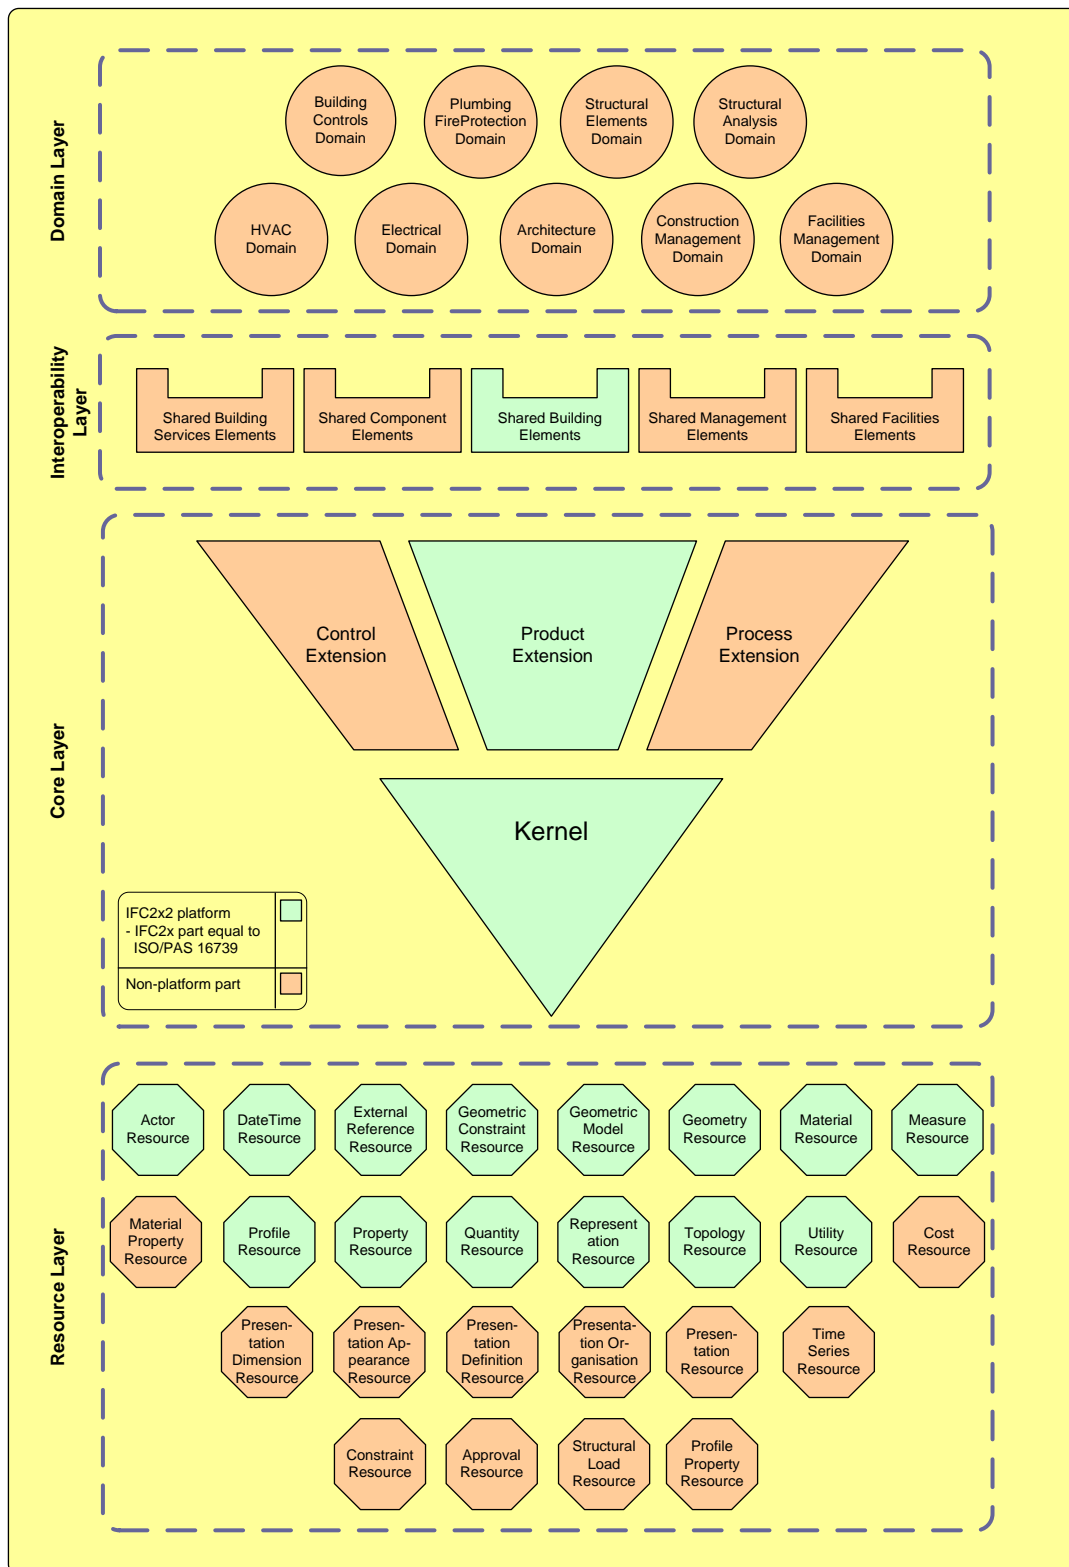 Domain Layer
Building
Controls
Domain
Plumbing
FireProtection
Domain
Structural
Elements
Domain
Structural
Analysis
Domain
HVAC
Domain
Electrical
Domain
Architecture
Domain
Construction
Management
Domain
Facilities
Management
Domain
Interoperability
Layer
Shared Building
Services Elements
Shared Component
Elements
Shared Building
Elements
Shared Management
Elements
Shared Facilities
Elements
Core Layer
Control
Extension
Product
Extension
Process
Extension
Kernel
IFC2x2 platform
- IFC2x part equal to
ISO/PAS 16739
Non-platform part
Resource Layer
Actor
Resource
DateTime
Resource
External
Reference
Resource
Geometric
Constraint
Resource
Geometric
Model
Resource
Geometry
Resource
Material
Resource
Measure
Resource
Material
Property
Resource
Profile
Resource
Property
Resource
Quantity
Resource
Represent
ation
Resource
Topology
Resource
Utility
Resource
Cost
Resource
Presen-
tation
Dimension
Resource
Presen-
tation Ap-
pearance
Resource
Presen-
tation
Definition
Resource
Presenta-
tion Or-
ganisation
Resource
Presen-
tation
Resource
Time
Series
Resource
Constraint
Resource
Approval
Resource
Structural
Load
Resource
Profile
Property
Resource